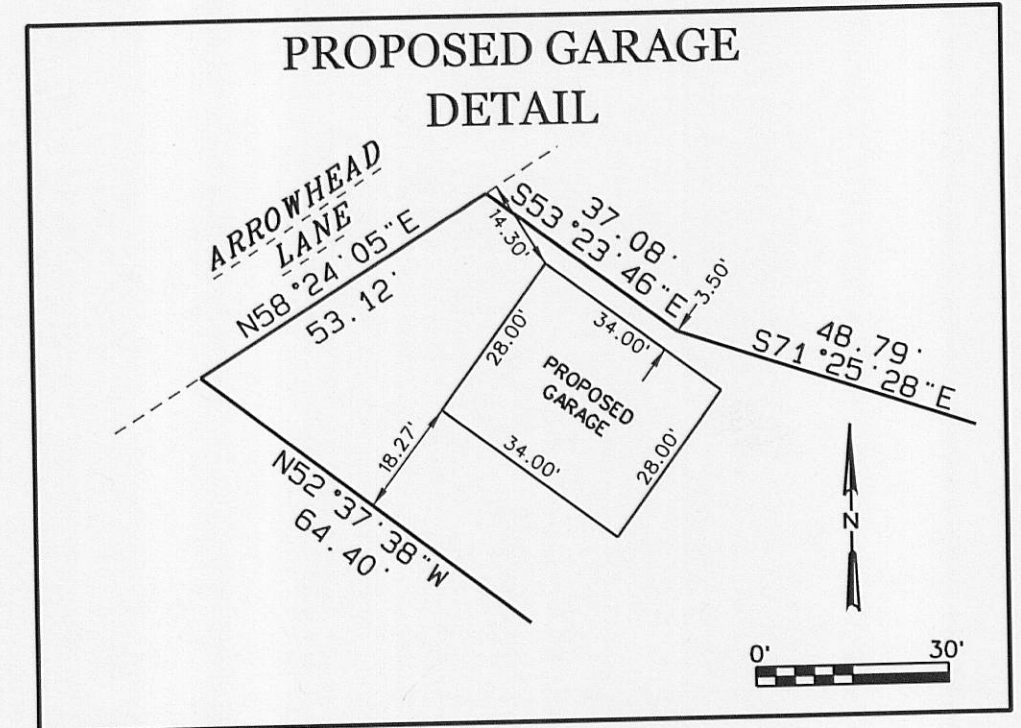 PROPOSED GARAGE
DETAIL
ARROWHEAD
LANE
N58°24'05"E
53.12'
14.30'
S53°23'46"E
37.08'
3.50'
48.79'
S71°25'28"E
28.00'
34.00'
PROPOSED
GARAGE
18.27'
34.00'
28.00'
N52°37'38"W
64.40'
N
0'
30'